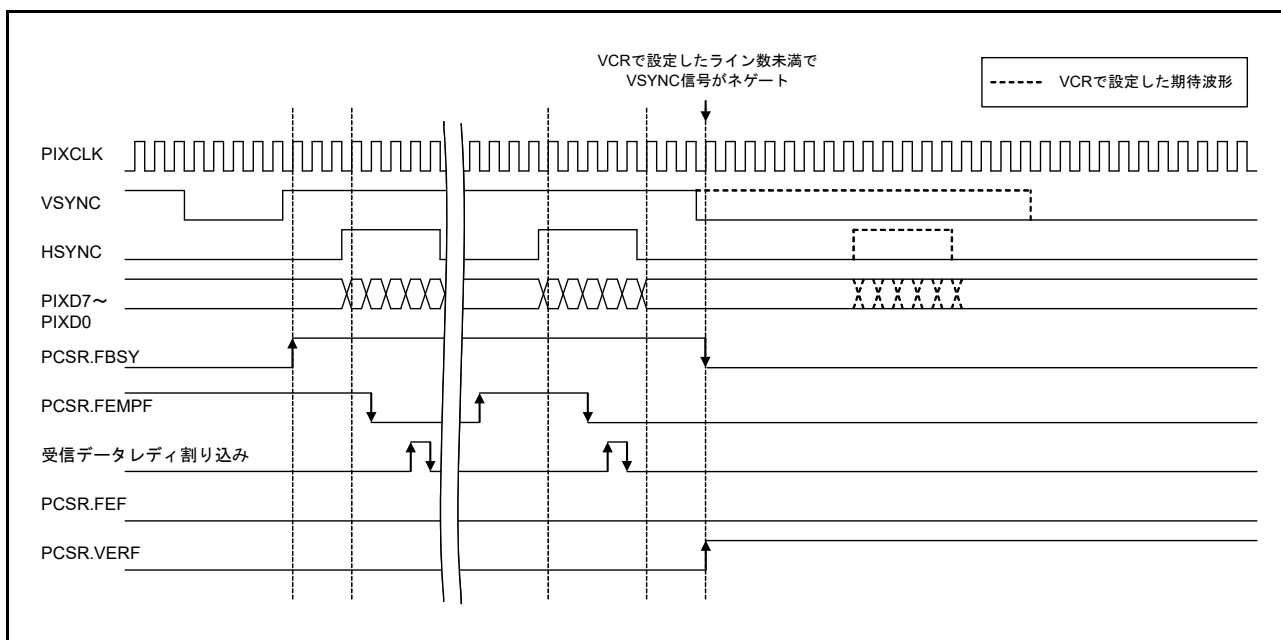 VCRで設定したライン数未満で
VSYNC信号がネゲート
VCRで設定した期待波形
PIXCLK
VSYNC
HSYNC
PIXD7～
PIXD0
PCSR.FBSY
PCSR.FEMPF
受信データレディ割り込み
PCSR.FEF
PCSR.VERF